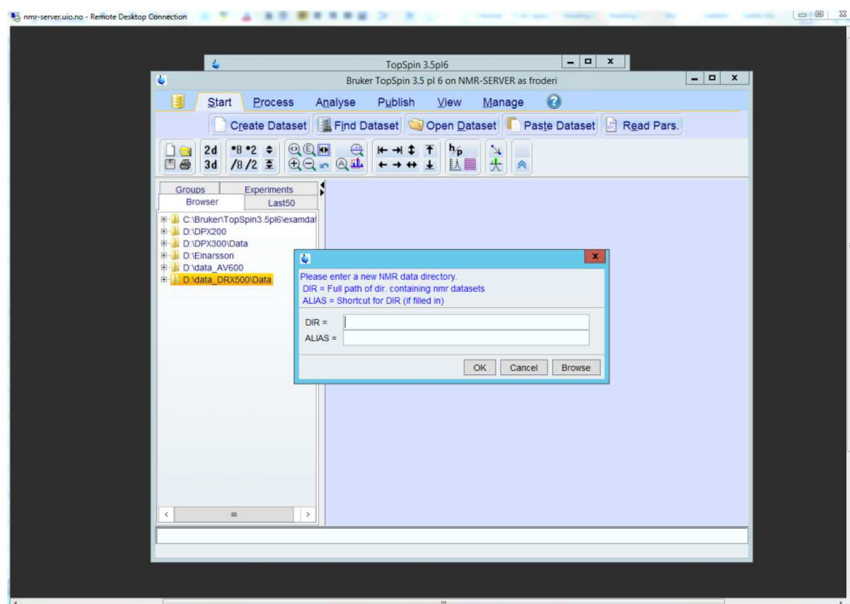 nmr-server.uio.no - Remote Desktop Connection
TopSpin 3.5pl6
Bruker TopSpin 3.5 pl 6 on NMR-SERVER as froderi
Start Process Analyse Publish View Manage
Create Dataset Find Dataset Open Dataset Paste Dataset Read Pars.
2d *8 *2
3d /8 /2
Groups Experiments
Browser Last50
C:\Bruker\TopSpin3.5pl6\examdat
D:\DPX200
D:\DPX300\Data
D:\Einarsson
D:\data_AV600
D:\data_DRX500\Data
Please enter a new NMR data directory.
DIR = Full path of dir. containing nmr datasets
ALIAS = Shortcut for DIR (if filled in)
DIR =
ALIAS =
OK Cancel Browse